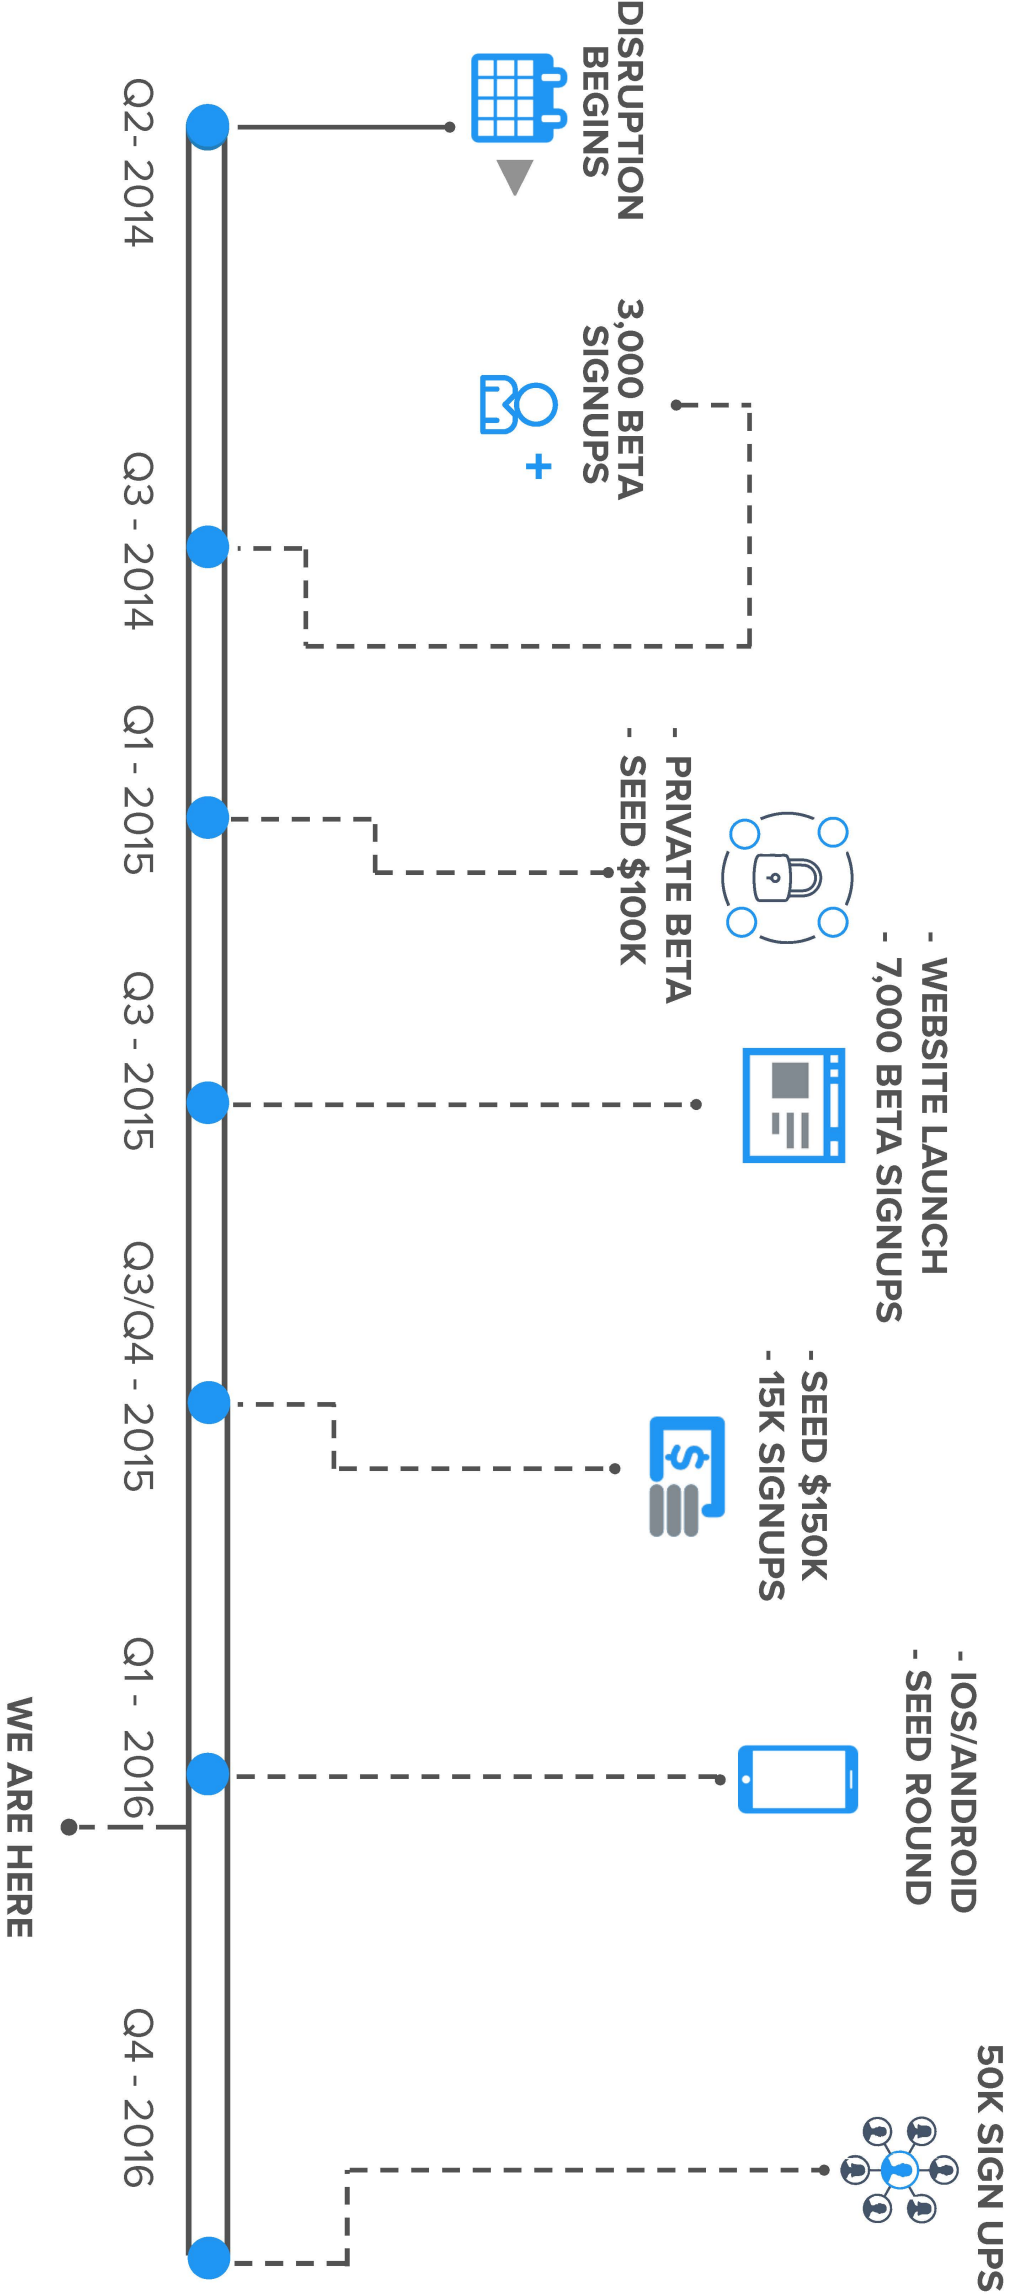 DISRUPTION
BEGINS
3,000 BETA
SIGNUPS
- PRIVATE BETA
- SEED $100K
- WEBSITE LAUNCH
- 7,000 BETA SIGNUPS
- SEED $150K
- 15K SIGNUPS
- IOS/ANDROID
- SEED ROUND
50K SIGN UPS
$
Q2- 2014
Q3 - 2014
Q1 - 2015
Q3 - 2015
Q3/Q4 - 2015
Q1 - 2016
Q4 - 2016
WE ARE HERE